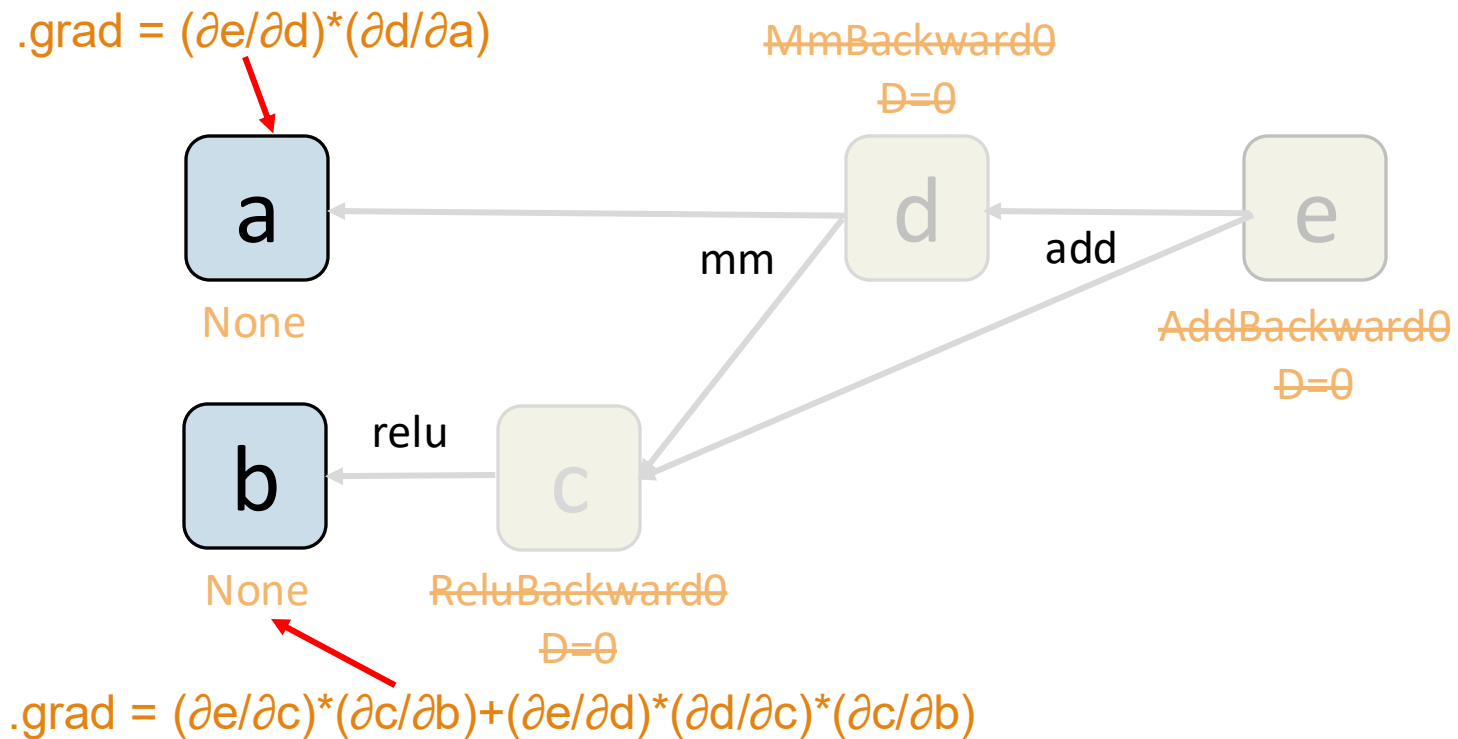 .grad = (∂e/∂d)*(∂d/∂a)
MmBackward0
D=0
a
d
e
mm
add
None
AddBackward0
D=0
b
relu
c
None
ReluBackward0
D=0
.grad = (∂e/∂c)*(∂c/∂b)+(∂e/∂d)*(∂d/∂c)*(∂c/∂b)